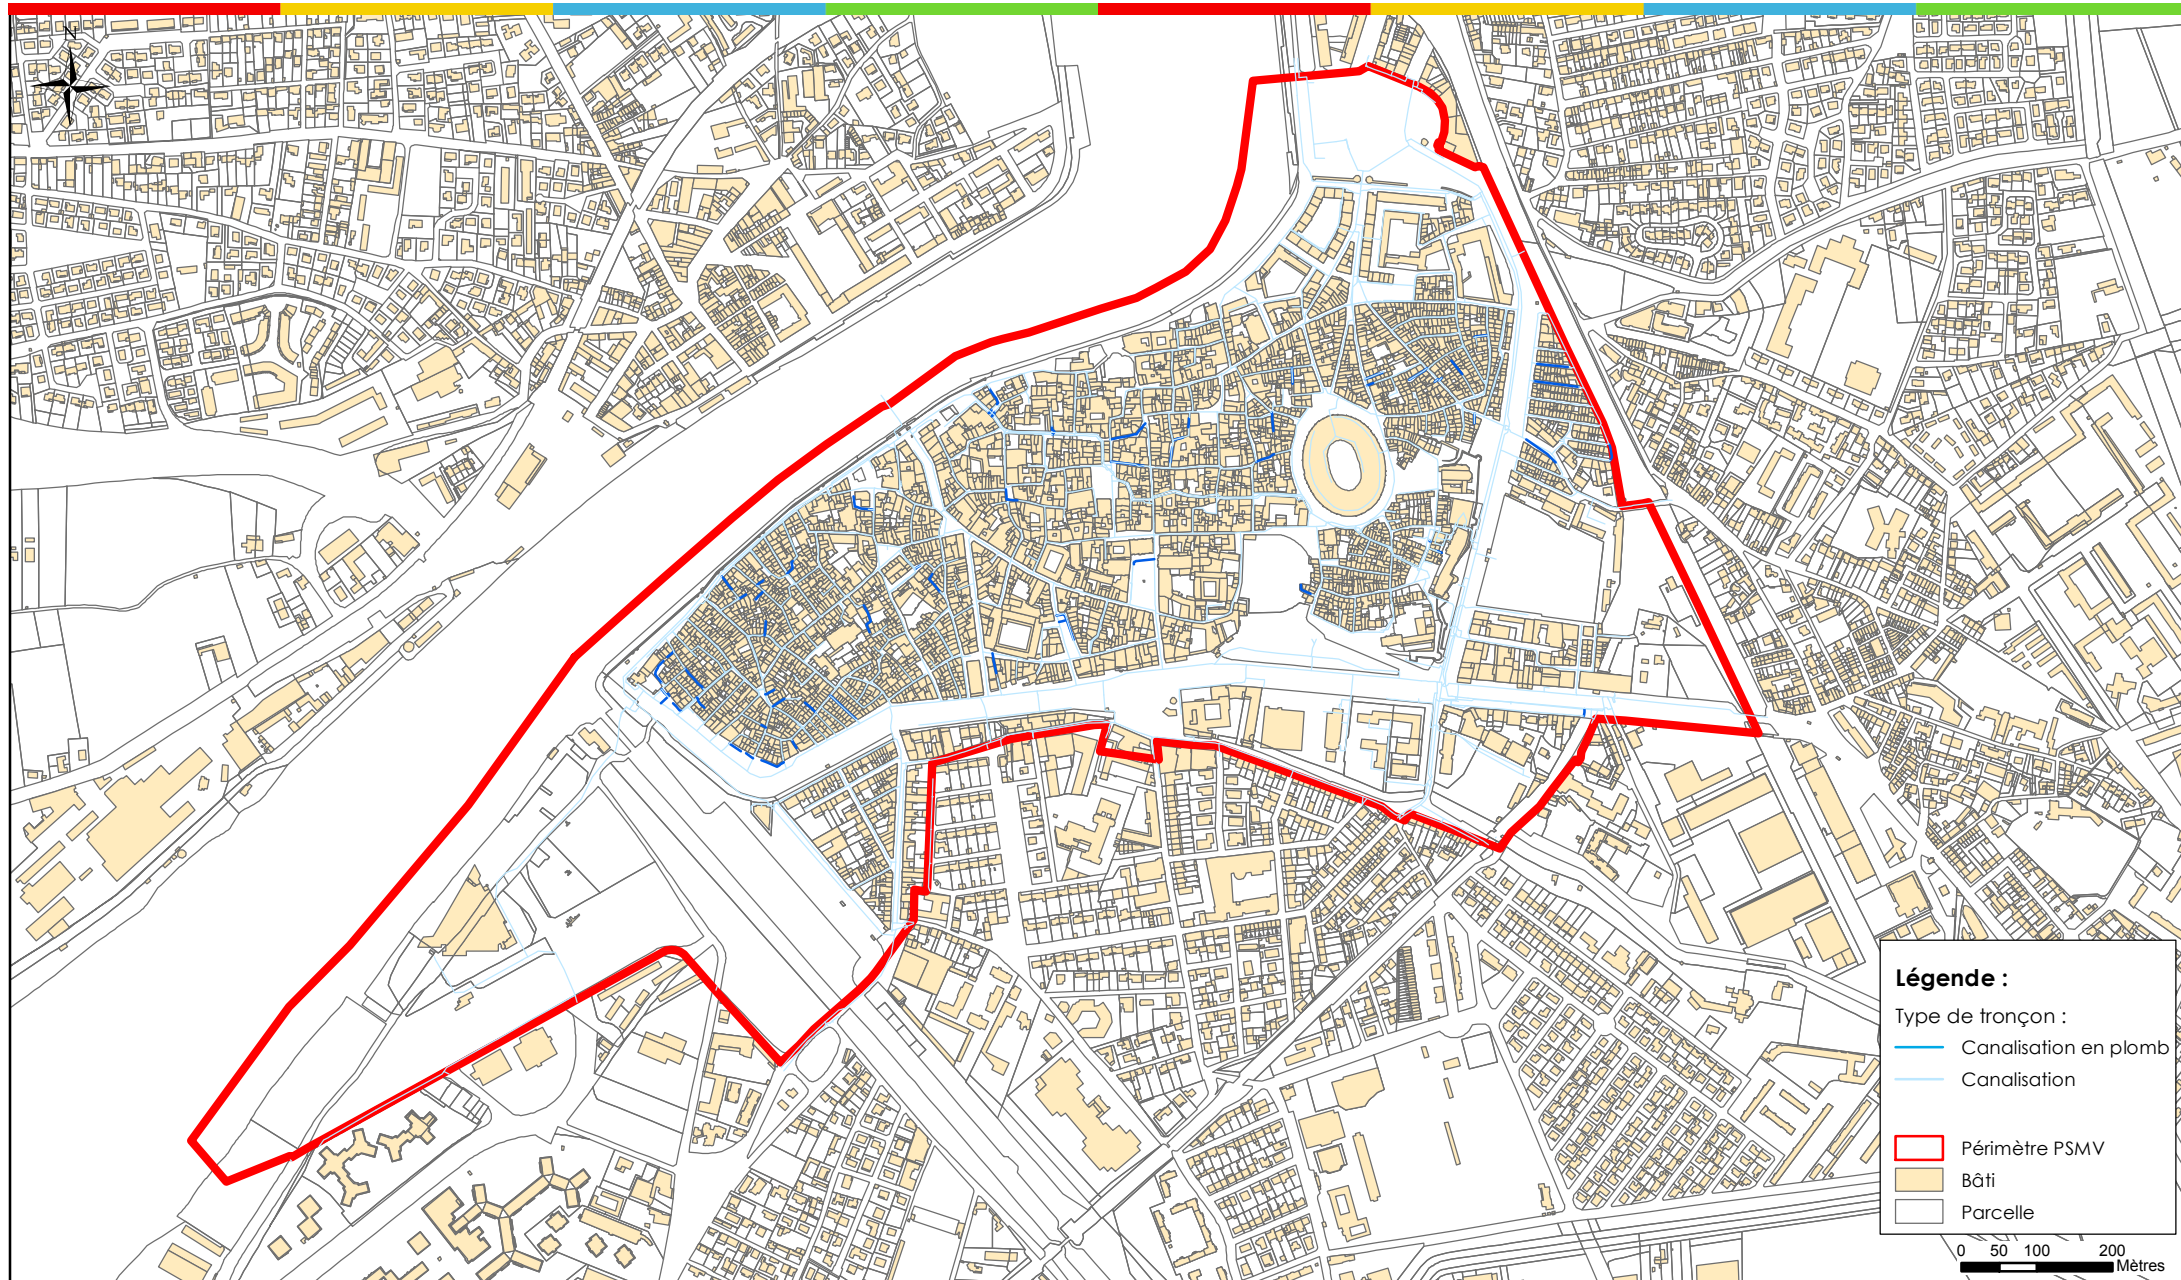 N
Légende :
Type de tronçon :
Canalisation en plomb
Canalisation
Périmètre PSMV
Bâti
Parcelle
0 50 100 200
Mètres